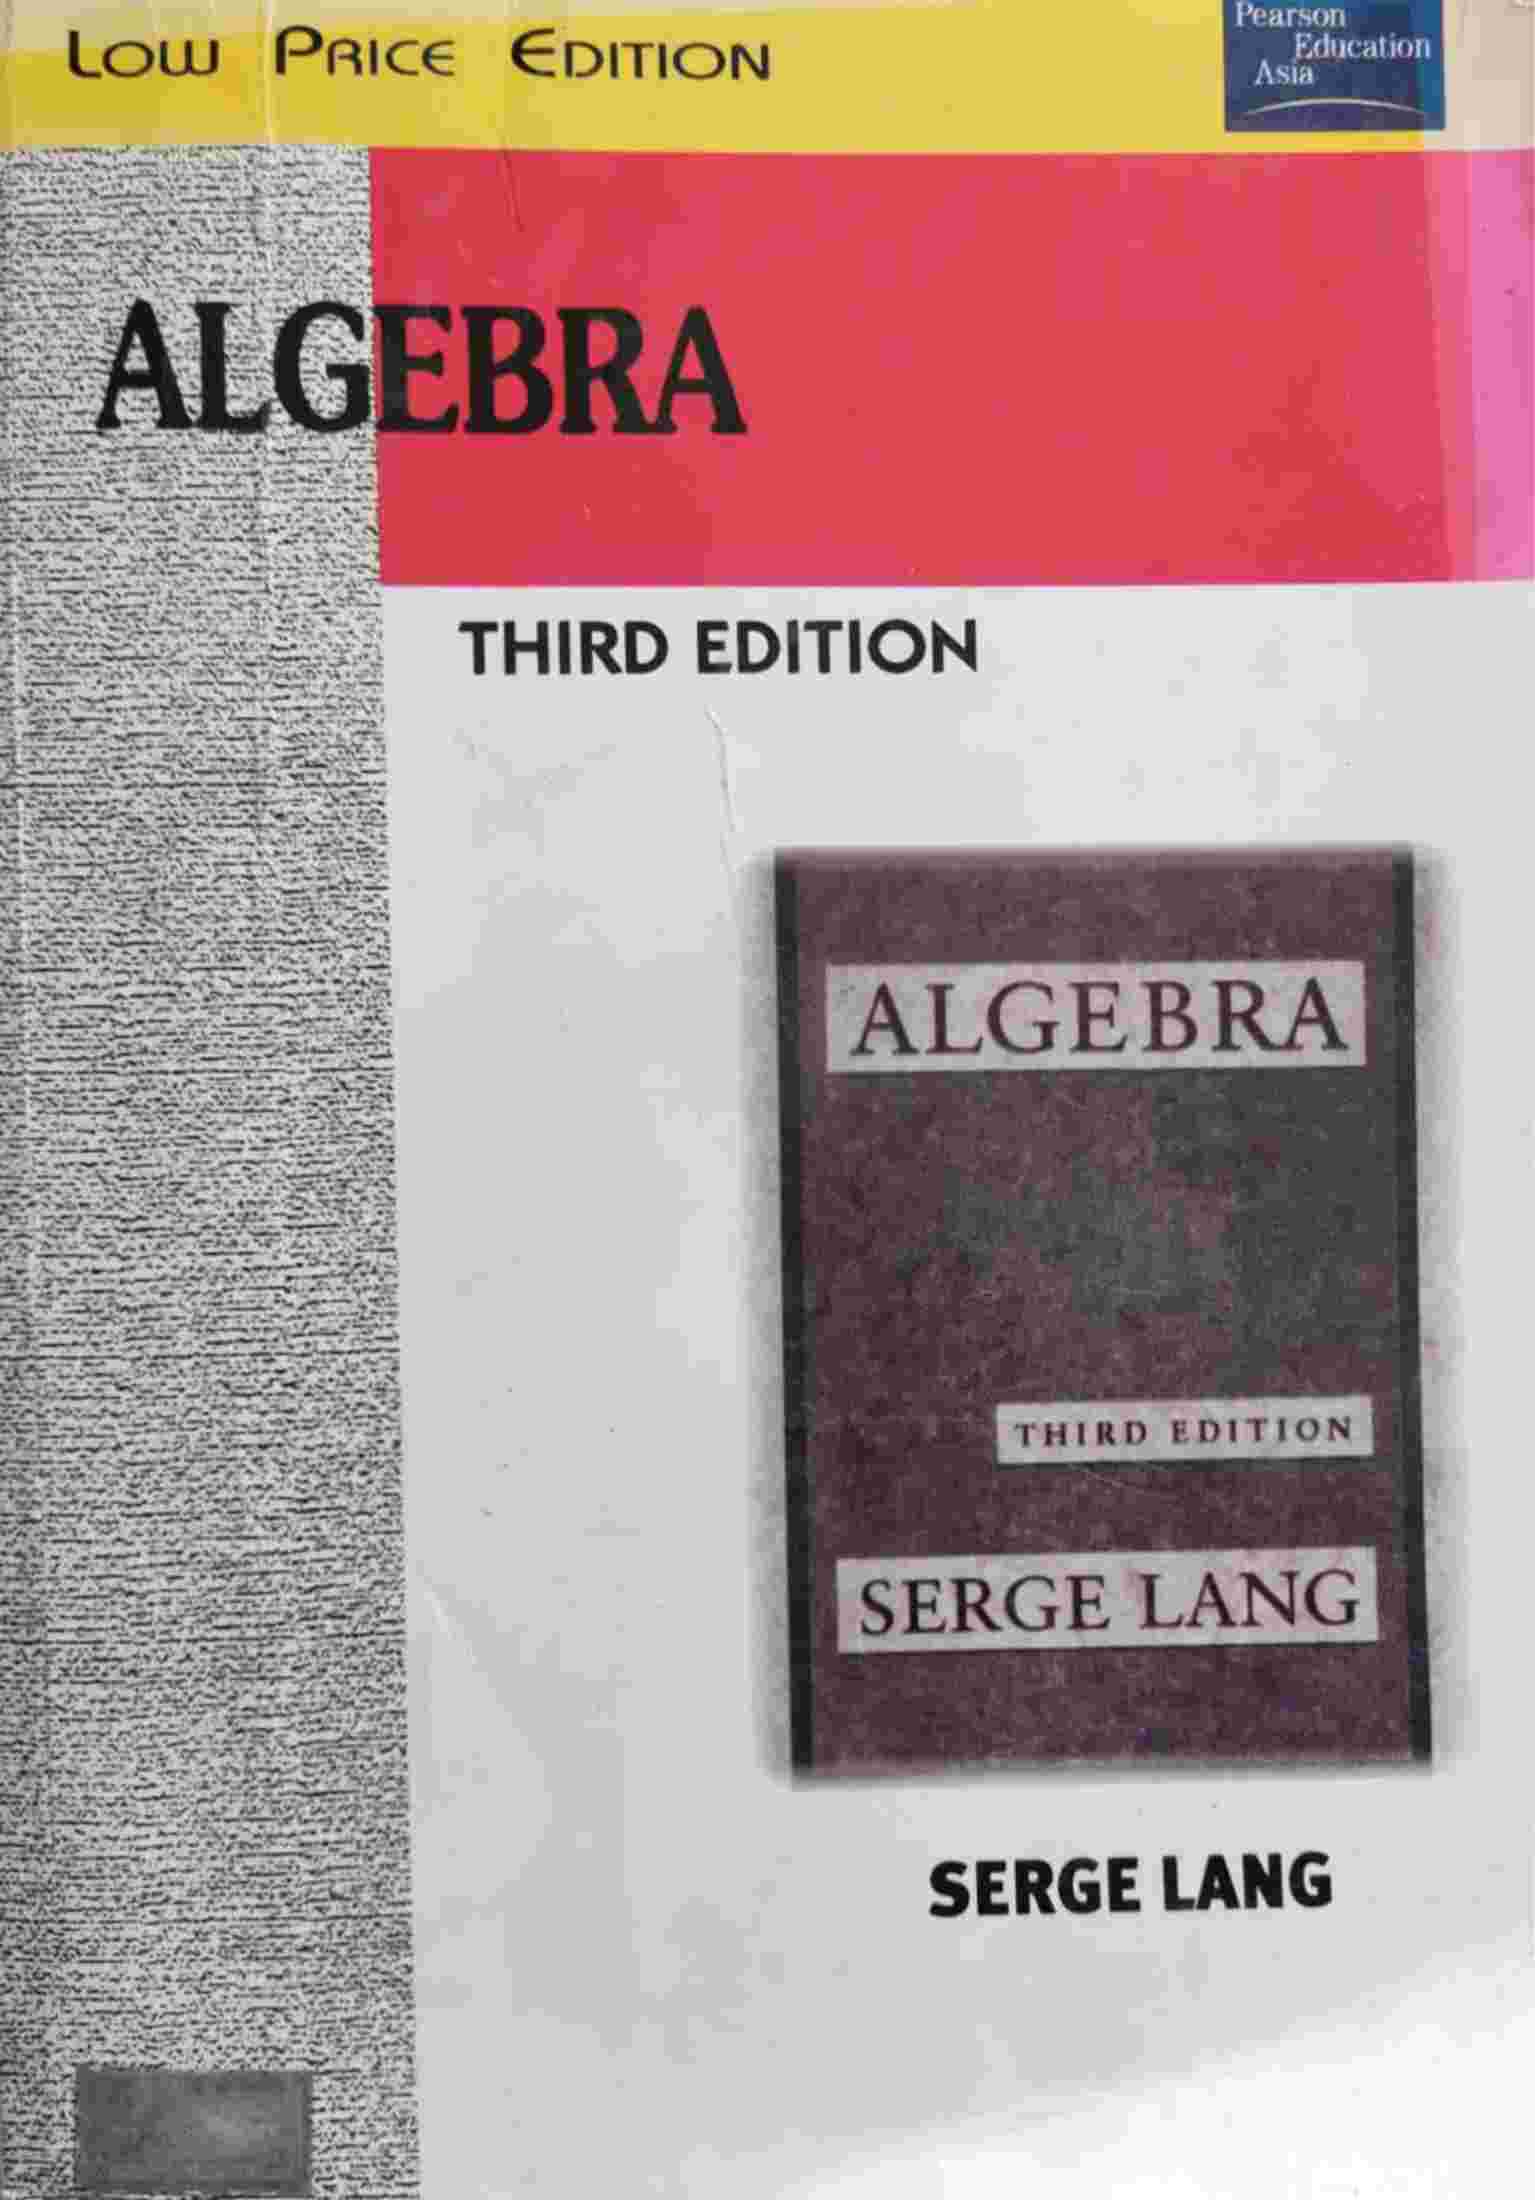 LOW PRICE EDITION
Pearson
Education
Asia
ALGEBRA
THIRD EDITION
ALGEBRA
THIRD EDITION
SERGE LANG
SERGE LANG